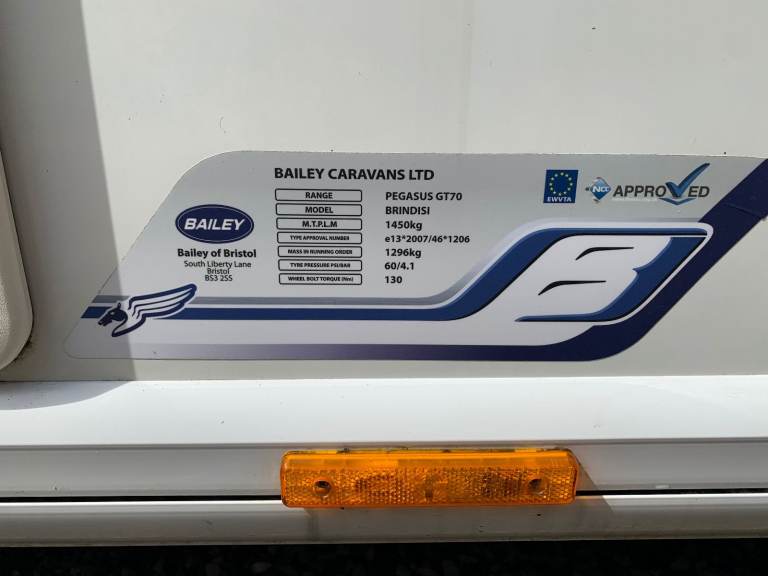 BAILEY CARAVANS LTD
RANGE PEGASUS GT70
MODEL BRINDISI
M.T.P.L.M 1450kg
TYPE APPROVAL NUMBER e13*2007/46*1206
MASS IN RUNNING ORDER 1296kg
TYRE PRESSURE PSI/BAR 60/4.1
WHEEL BOLT TORQUE (Nm) 130
BAILEY
Bailey of Bristol
South Liberty Lane
Bristol
BS3 2SS
EWVTA
NCC APPROVED
B